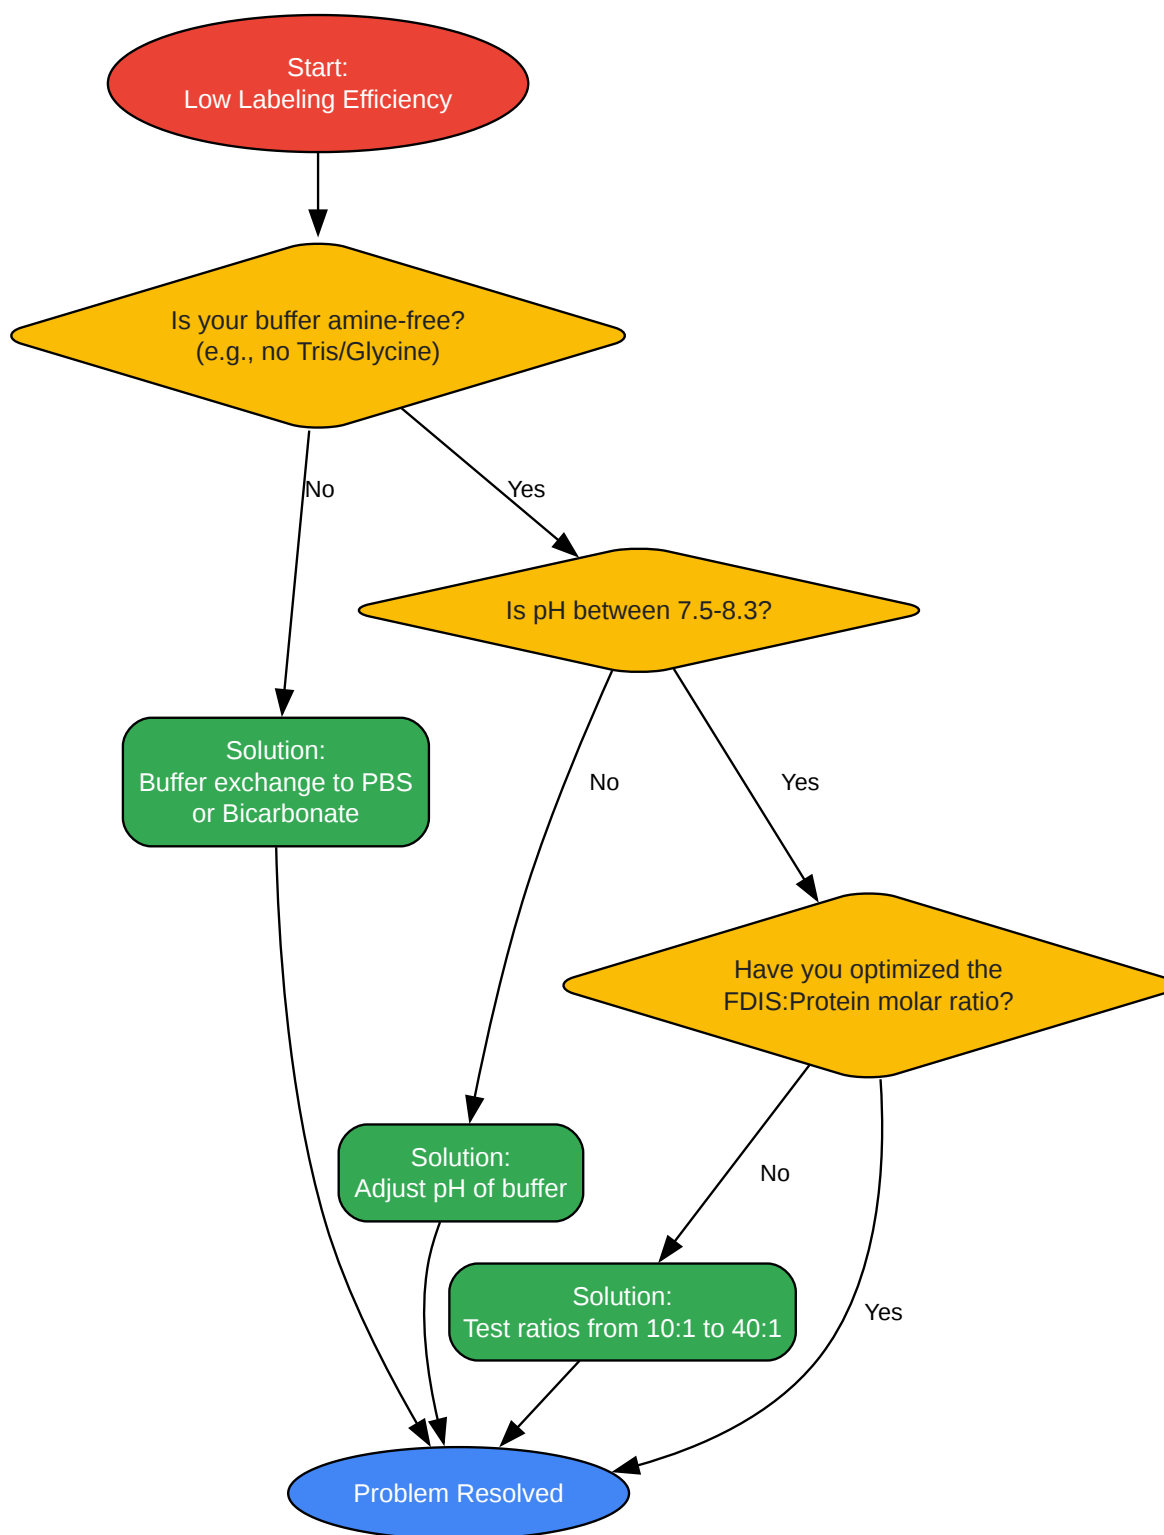 Start:
Low Labeling Efficiency
Is your buffer amine-free?
(e.g., no Tris/Glycine)
No
Yes
Is pH between 7.5-8.3?
Solution:
Buffer exchange to PBS
or Bicarbonate
No
Yes
Have you optimized the
FDIS:Protein molar ratio?
Solution:
Adjust pH of buffer
No
Solution:
Test ratios from 10:1 to 40:1
Yes
Problem Resolved